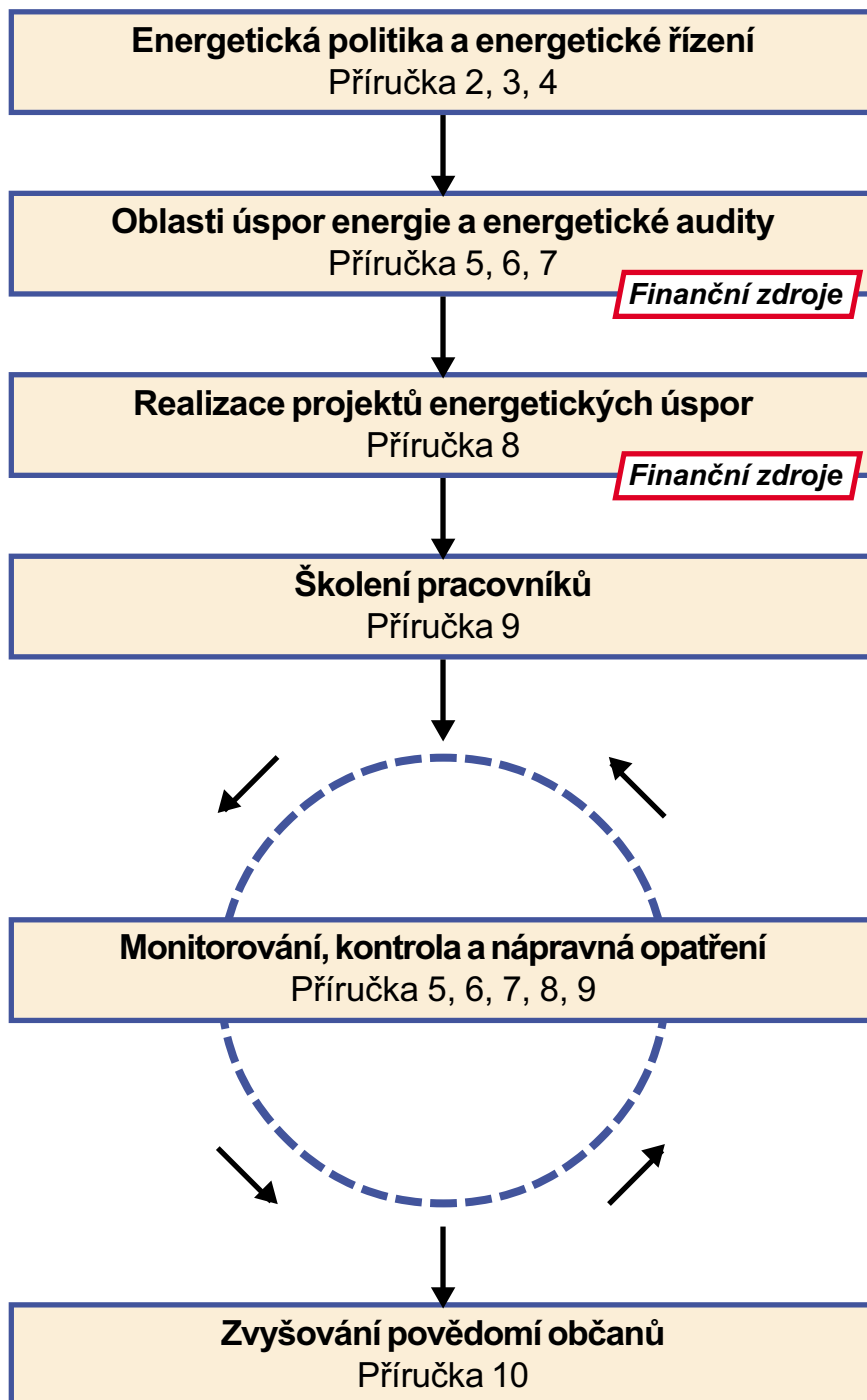 Energetická politika a energetické řízení
Příručka 2, 3, 4
Oblasti úspor energie a energetické audity
Příručka 5, 6, 7
Finanční zdroje
Realizace projektů energetických úspor
Příručka 8
Finanční zdroje
Školení pracovníků
Příručka 9
Monitorování, kontrola a nápravná opatření
Příručka 5, 6, 7, 8, 9
Zvyšování povědomí občanů
Příručka 10